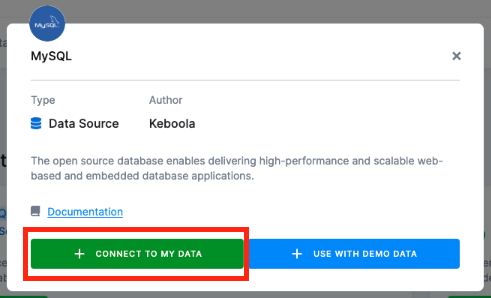 MySQL
MySQL
Type
Author
Data Source
Keboola
The open source database enables delivering high-performance and scalable web-
based and embedded database applications.
Documentation
+ CONNECT TO MY DATA
+ USE WITH DEMO DATA